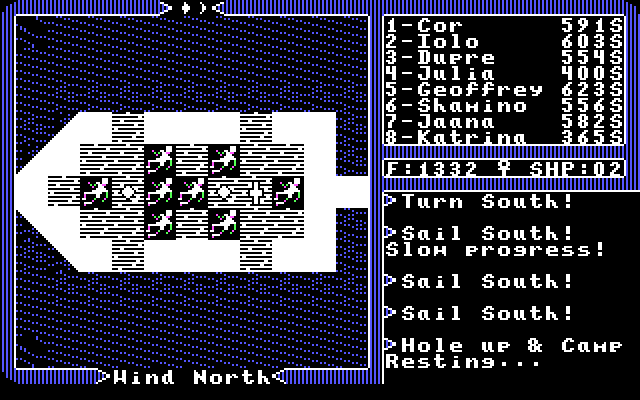 1-Cor 591S
2-Iolo 603S
3-Dupre 554S
4-Julia 400S
5-Geoffrey 623S
6-Shamino 556S
7-Jaana 582S
8-Katrina 365S
F:1332 ♀ SHP:02
Turn South!
Sail South!
Slow progress!
Sail South!
Sail South!
Hole up & Camp
Resting...
Wind North